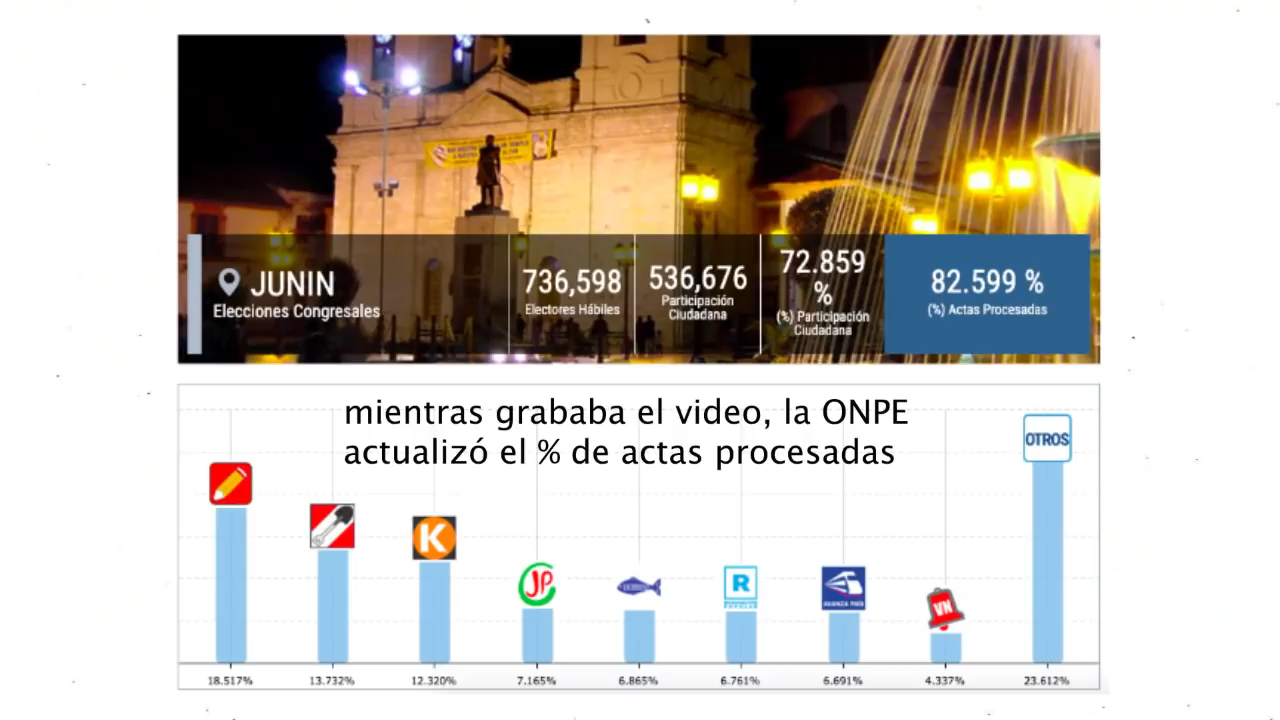 JUNIN
Elecciones Congresales
736,598
Electores Hábiles
536,676
Participación
Ciudadana
72.859
%
(%) Participación
Ciudadana
82.599 %
(%) Actas Procesadas
mientras grababa el video, la ONPE
actualizó el % de actas procesadas
OTROS
K
JP
R
AVANZA PAÍS
VN
18.517%
13.732%
12.320%
7.165%
6.865%
6.761%
6.691%
4.337%
23.612%